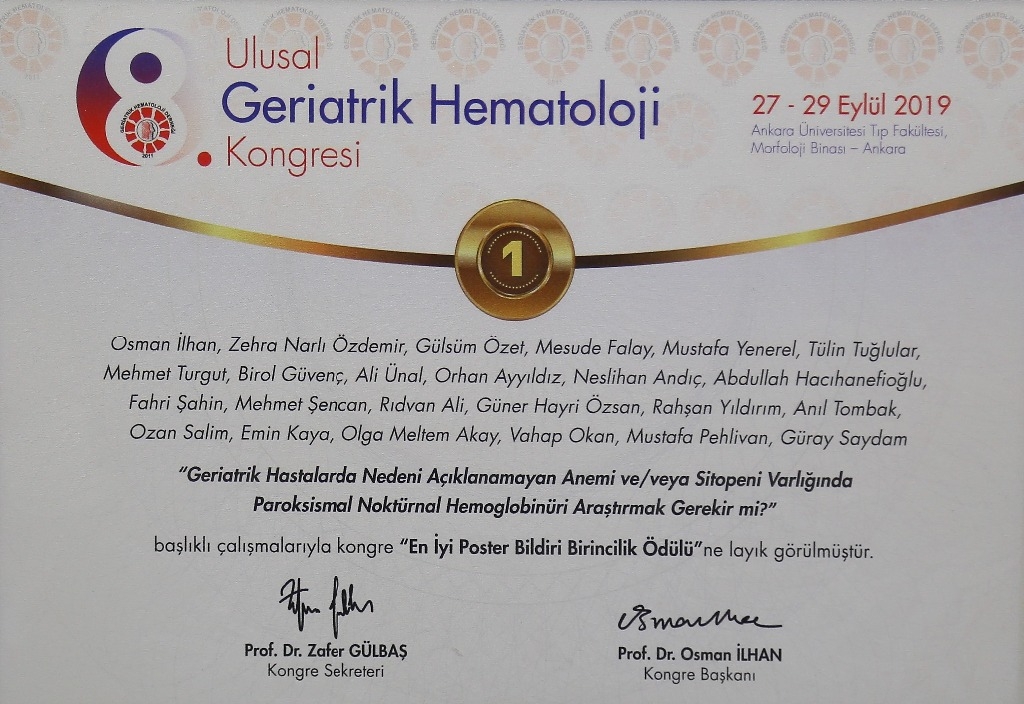 8.
Ulusal
Geriatrik Hematoloji
Kongresi
GERİATRİK HEMATOLOJİ DERNEĞİ
2011
27 - 29 Eylül 2019
Ankara Üniversitesi Tıp Fakültesi,
Morfoloji Binası – Ankara
1
Osman İlhan, Zehra Narlı Özdemir, Gülsüm Özet, Mesude Falay, Mustafa Yenerel, Tülin Tuğlular,
Mehmet Turgut, Birol Güvenç, Ali Ünal, Orhan Ayyıldız, Neslihan Andıç, Abdullah Hacıhanefioğlu,
Fahri Şahin, Mehmet Şencan, Rıdvan Ali, Güner Hayri Özsan, Rahşan Yıldırım, Anıl Tombak,
Ozan Salim, Emin Kaya, Olga Meltem Akay, Vahap Okan, Mustafa Pehlivan, Güray Saydam
“Geriatrik Hastalarda Nedeni Açıklanamayan Anemi ve/veya Sitopeni Varlığında
Paroksismal Noktürnal Hemoglobinüri Araştırmak Gerekir mi?”
başlıklı çalışmalarıyla kongre “En İyi Poster Bildiri Birincilik Ödülü”ne layık görülmüştür.
Prof. Dr. Zafer GÜLBAŞ
Kongre Sekreteri
Prof. Dr. Osman İLHAN
Kongre Başkanı